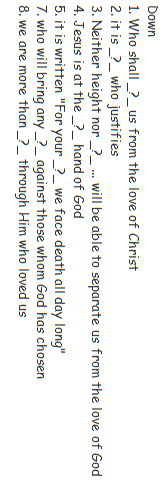 Down
1. Who shall _?_ us from the love of Christ
2. it is _?_ who justifies
3. Neither height nor _?_ ... will be able to separate us from the love of God
4. Jesus is at the _?_ hand of God
5. it is written "For your _?_ we face death all day long"
7. who will bring any _?_ against those whom God has chosen
8. we are more than _?_ through Him who loved us